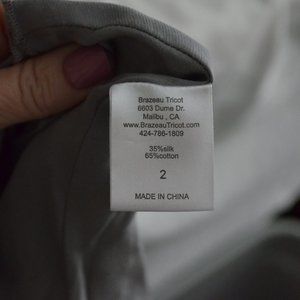 Brazeau Tricot
6603 Dume Dr.
Malibu , CA
www.BrazeauTricot.com
424-786-1809
35%silk
65%cotton
2
MADE IN CHINA